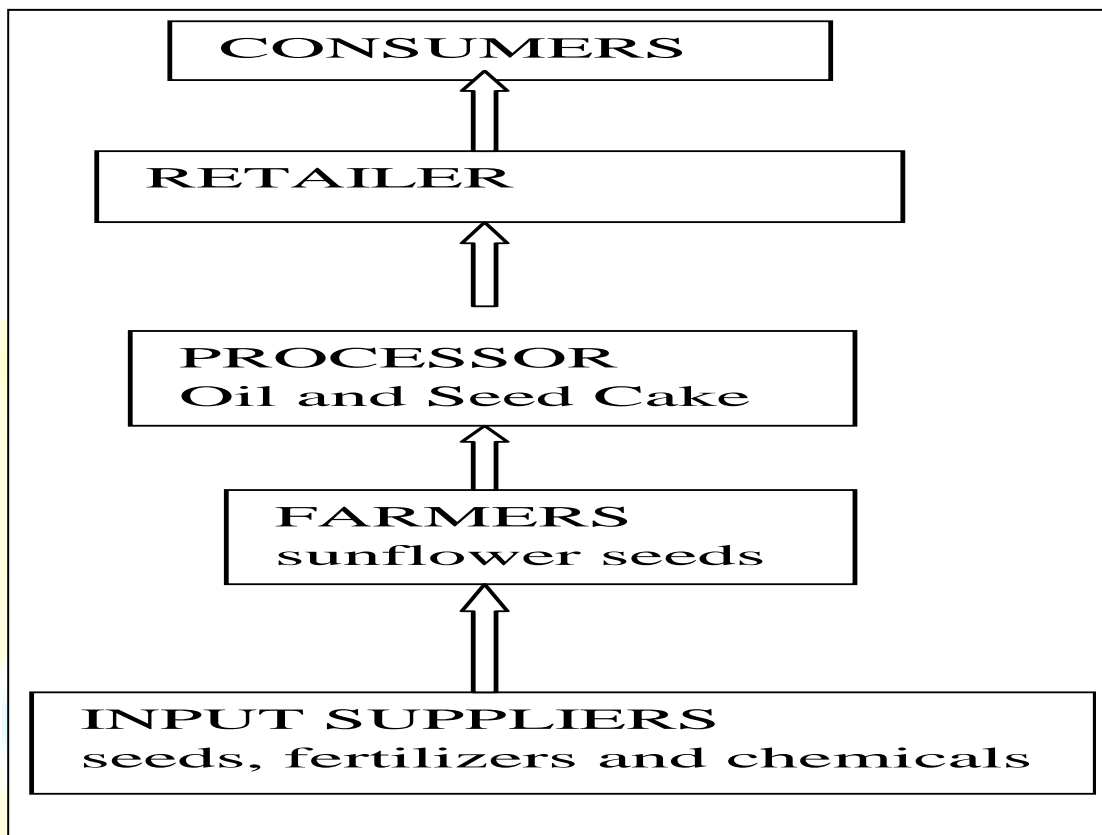 CONSUMERS
RETAILER
PROCESSOR
Oil and Seed Cake
FARMERS
sunflower seeds
INPUT SUPPLIERS
seeds, fertilizers and chemicals